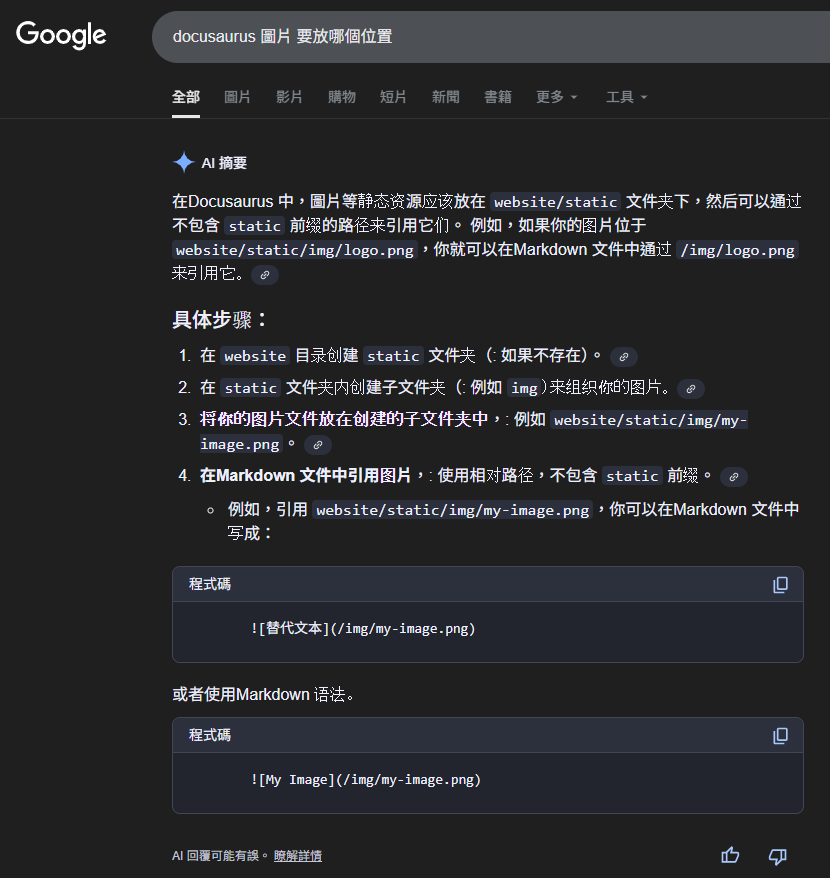 Google
docusaurus 圖片 要放哪個位置
全部 圖片 影片 購物 短片 新聞 書籍 更多 工具
AI 摘要
在Docusaurus 中，圖片等静态资源应该放在 website/static 文件夹下，然后可以通过
不包含 static 前缀的路径来引用它们。 例如，如果你的图片位于
website/static/img/logo.png ，你就可以在Markdown 文件中通过 /img/logo.png
来引用它。
具体步骤：
1. 在 website 目录创建 static 文件夹（: 如果不存在）。
2. 在 static 文件夹内创建子文件夹（: 例如 img ）来组织你的图片。
3. 将你的图片文件放在创建的子文件夹中，: 例如 website/static/img/my-
image.png 。
4. 在Markdown 文件中引用图片，: 使用相对路径，不包含 static 前缀。
例如，引用 website/static/img/my-image.png ，你可以在Markdown 文件中
写成：
程式碼
![替代文本](/img/my-image.png)
或者使用Markdown 语法。
程式碼
![My Image](/img/my-image.png)
AI 回覆可能有誤。 瞭解詳情